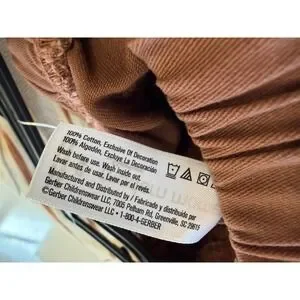 100% Cotton, Exclusive Of Decoration
100% Algodón, Excluye La Decoración
Wash before use. Wash inside out.
Lavar antes de usar. Lavar por el revés.
Manufactured and Distributed by / Fabricado y distribuido por
Gerber Childrenswear LLC, 7005 Pelham Rd, Greenville, SC 29615
©Gerber Childrenswear LLC • 1-800-4-GERBER